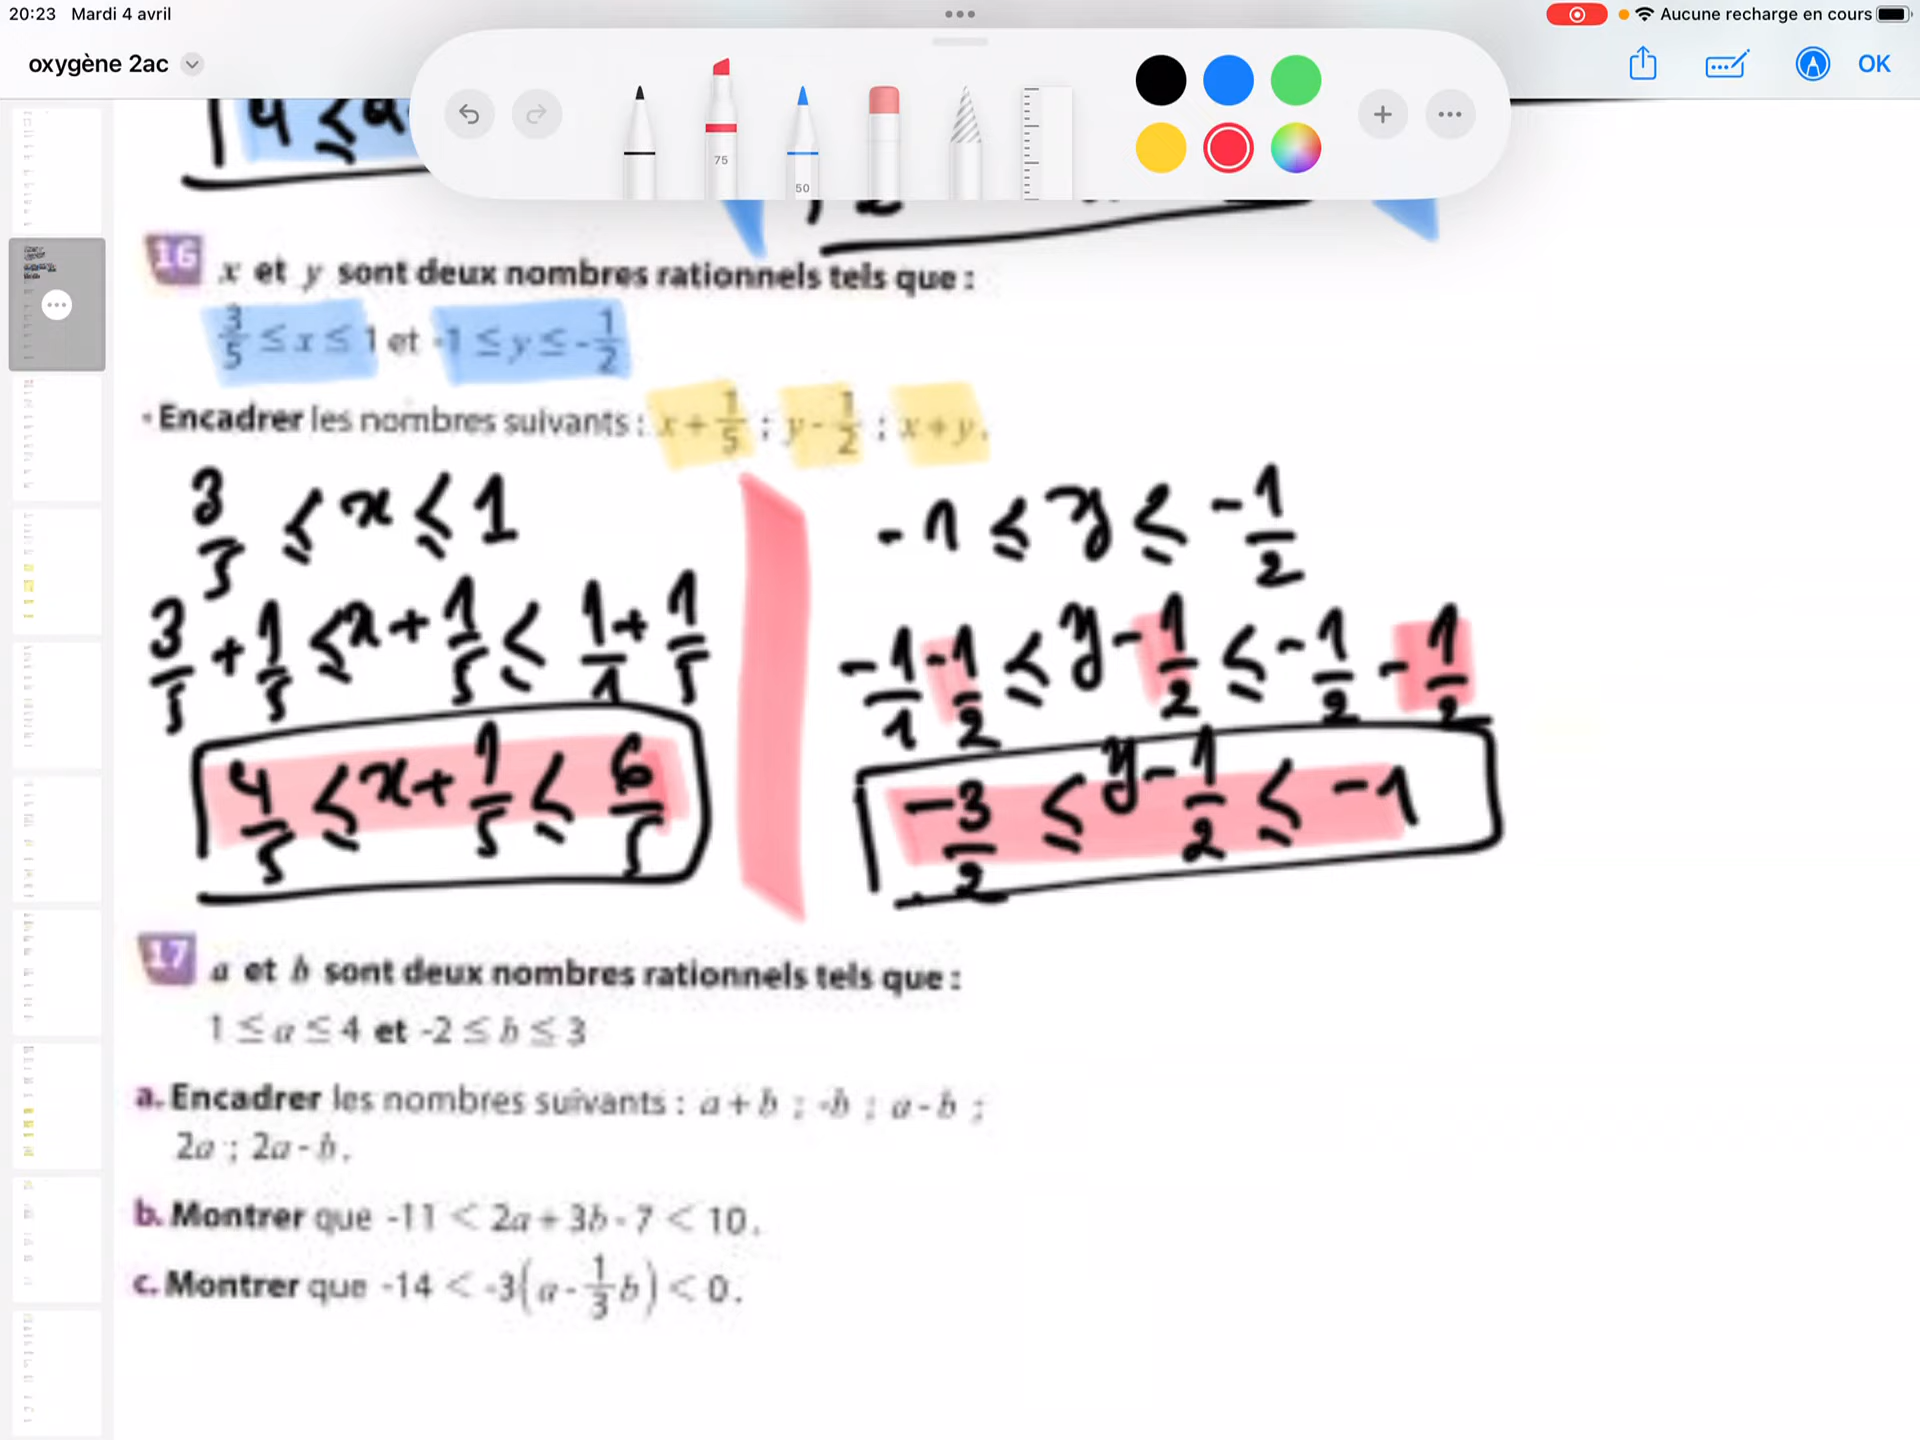 20:23 Mardi 4 avril
Aucune recharge en cours
oxygène 2ac
OK
75
50
4 ≤
16 x et y sont deux nombres rationnels tels que :
3/5 ≤ x ≤ 1 et -1 ≤ y ≤ -1/2
• Encadrer les nombres suivants : x + 1/5 ; y - 1/2 ; x + y.
3/5 ≤ x ≤ 1
3/5 + 1/5 ≤ x + 1/5 ≤ 1/1 + 1/5
4/5 ≤ x + 1/5 ≤ 6/5
-1 ≤ y ≤ -1/2
-1/1 - 1/2 ≤ y - 1/2 ≤ -1/2 - 1/2
-3/2 ≤ y - 1/2 ≤ -1
17 a et b sont deux nombres rationnels tels que :
1 ≤ a ≤ 4 et -2 ≤ b ≤ 3
a. Encadrer les nombres suivants : a + b ; -b ; a - b ;
2a ; 2a - b.
b. Montrer que -11 < 2a + 3b - 7 < 10.
c. Montrer que -14 < -3(a - 1/3 b) < 0.